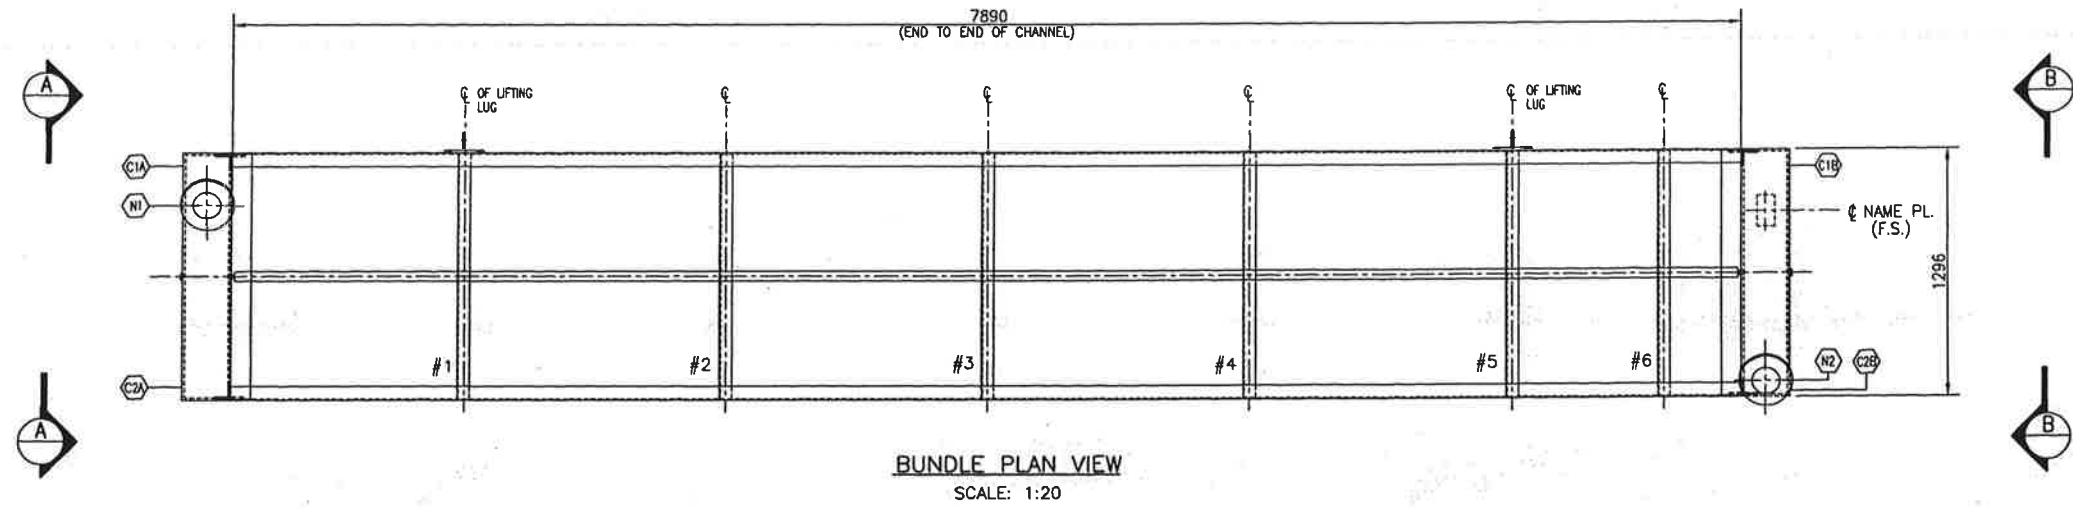 7890
(END TO END OF CHANNEL)
A
B
℄ OF LIFTING
LUG
℄
℄
℄
℄ OF LIFTING
LUG
℄
C1A
C1B
N1
℄ NAME PL.
(F.S.)
1296
#1
#2
#3
#4
#5
#6
C2A
N2
C2B
A
B
BUNDLE PLAN VIEW
SCALE: 1:20